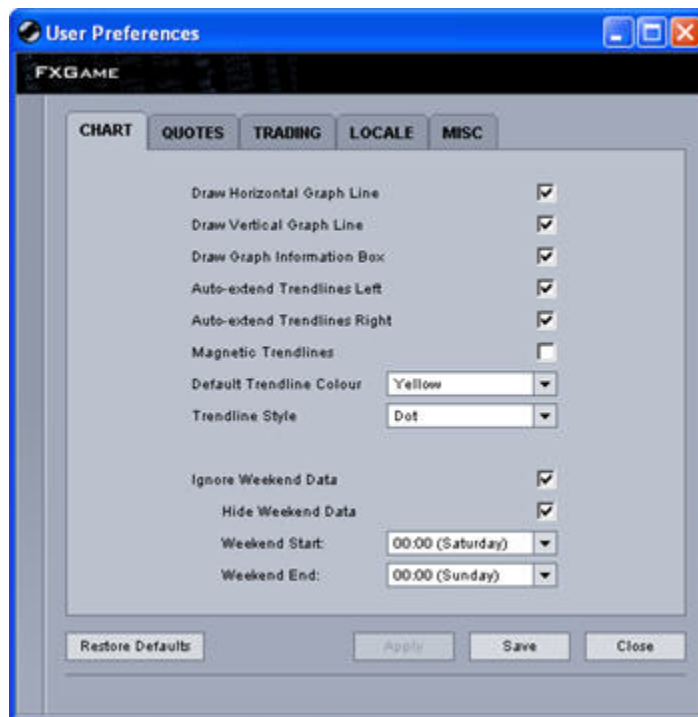 User Preferences
FXGAME
CHART QUOTES TRADING LOCALE MISC
Draw Horizontal Graph Line
Draw Vertical Graph Line
Draw Graph Information Box
Auto-extend Trendlines Left
Auto-extend Trendlines Right
Magnetic Trendlines
Default Trendline Colour Yellow
Trendline Style Dot
Ignore Weekend Data
Hide Weekend Data
Weekend Start: 00:00 (Saturday)
Weekend End: 00:00 (Sunday)
Restore Defaults Apply Save Close